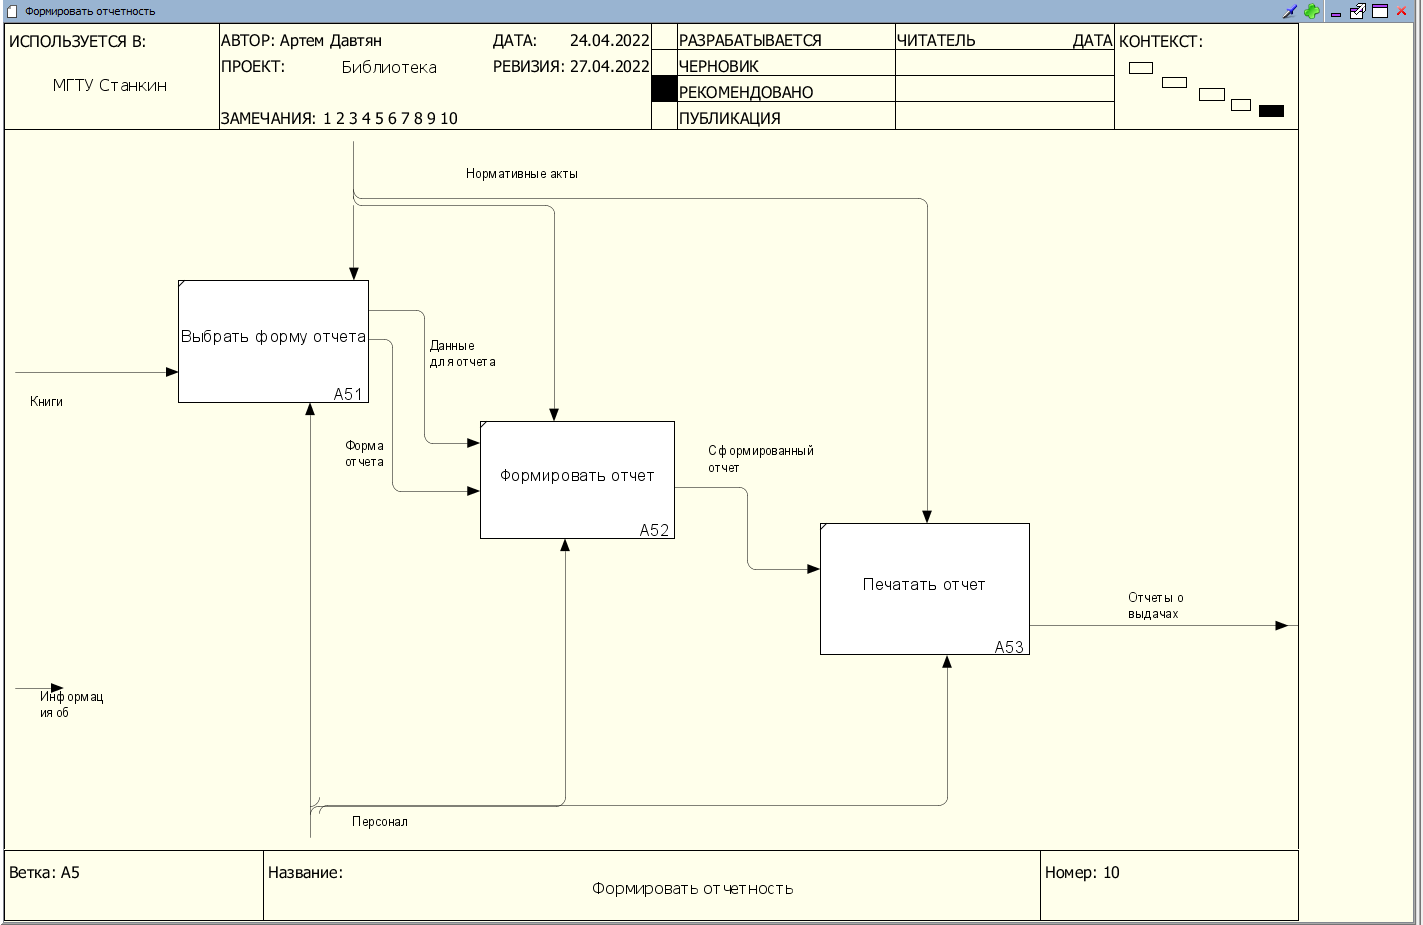 Формировать отчетность
ИСПОЛЬЗУЕТСЯ В:
МГТУ Станкин
АВТОР: Артем Давтян
ДАТА: 24.04.2022
ПРОЕКТ: Библиотека
РЕВИЗИЯ: 27.04.2022
ЗАМЕЧАНИЯ: 1 2 3 4 5 6 7 8 9 10
РАЗРАБАТЫВАЕТСЯ
ЧЕРНОВИК
РЕКОМЕНДОВАНО
ПУБЛИКАЦИЯ
ЧИТАТЕЛЬ ДАТА
КОНТЕКСТ:
Нормативные акты
Выбрать форму отчета
A51
Данные
для отчета
Книги
Форма
отчета
Формировать отчет
A52
Сформированный
отчет
Печатать отчет
A53
Отчеты о
выдачах
Информац
ия об
Персонал
Ветка: A5
Название:
Формировать отчетность
Номер: 10